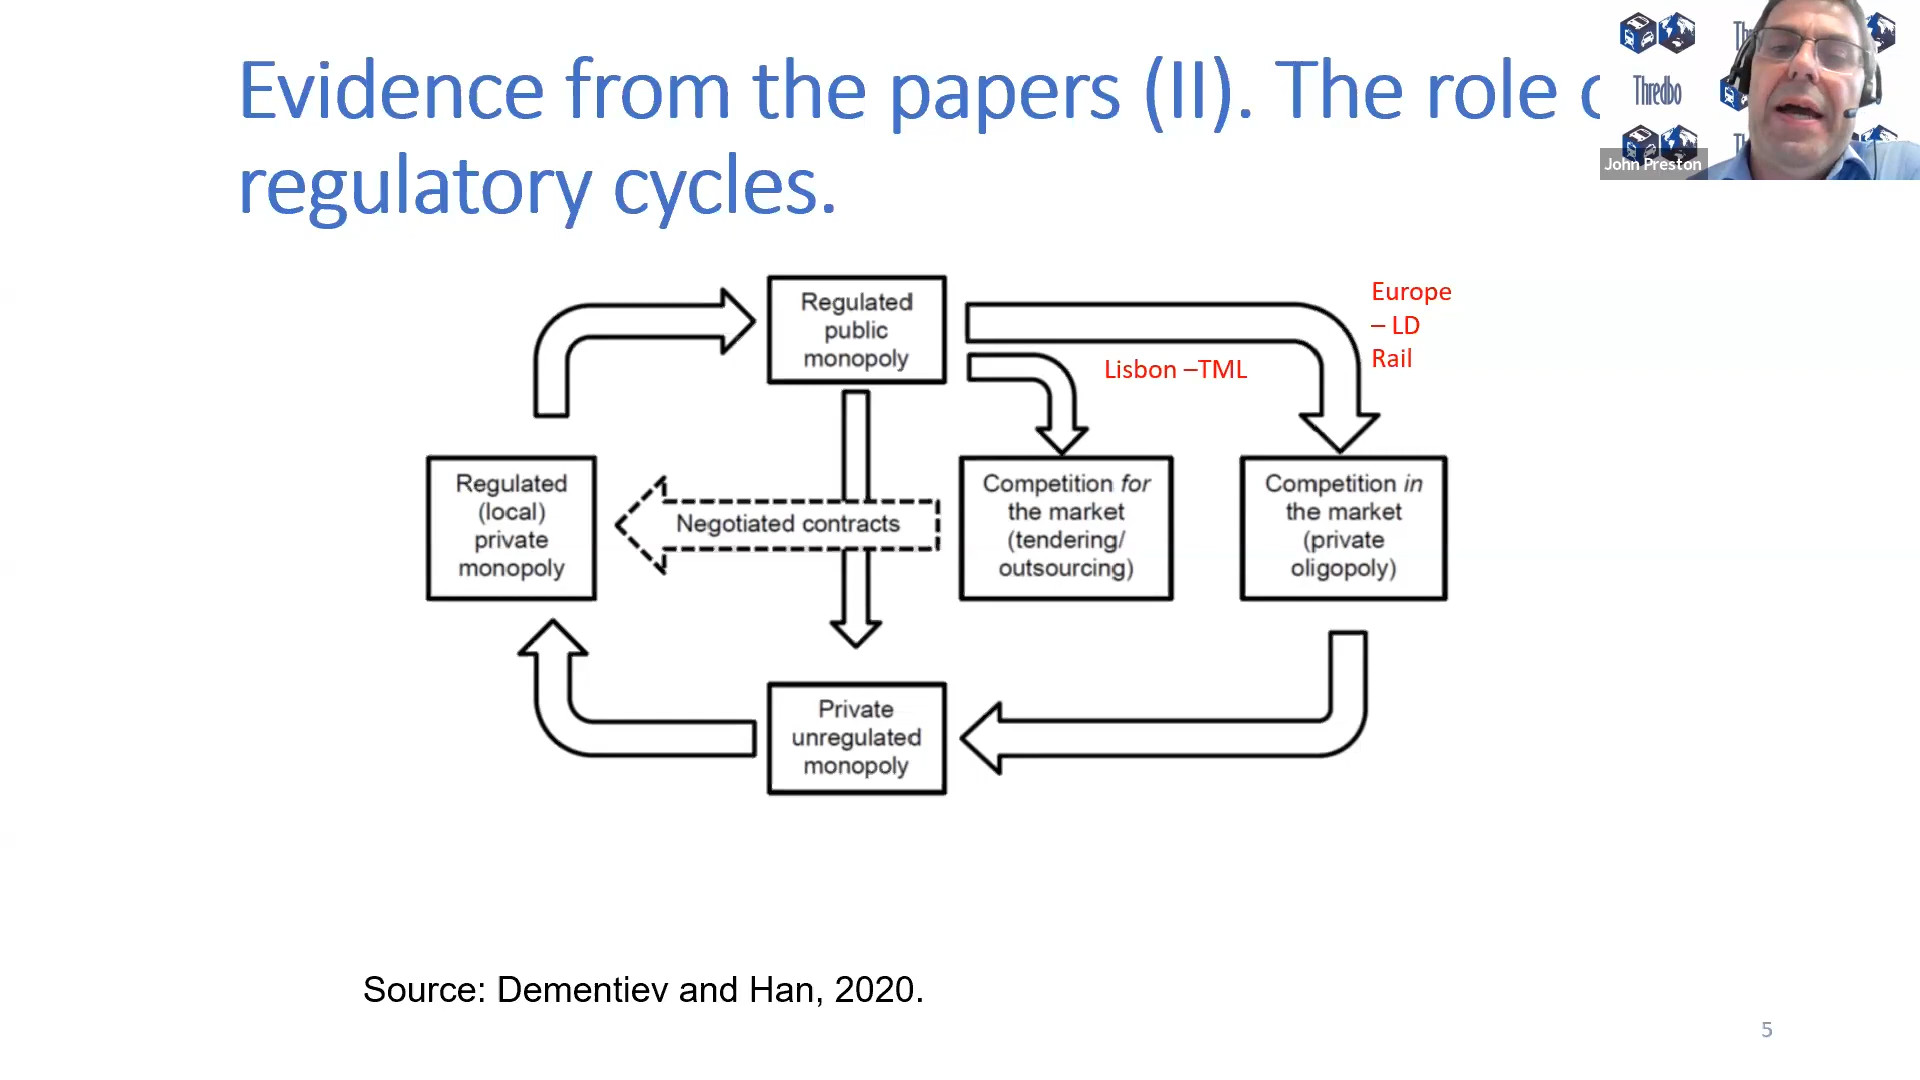 Evidence from the papers (II). The role
regulatory cycles.
Thredbo
John Preston
Regulated
public
monopoly
Europe
– LD
Rail
Lisbon –TML
Regulated
(local)
private
monopoly
Negotiated contracts
Competition for
the market
(tendering/
outsourcing)
Competition in
the market
(private
oligopoly)
Private
unregulated
monopoly
Source: Dementiev and Han, 2020.
5